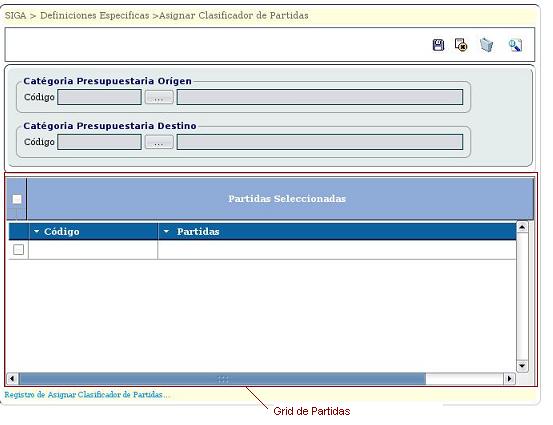 SIGA > Definiciones Especificas >Asignar Clasificador de Partidas
Catégoria Presupuestaria Orígen
Código ...
Catégoria Presupuestaria Destino
Código ...
Partidas Seleccionadas
Código Partidas
Registro de Asignar Clasificador de Partidas...
Grid de Partidas